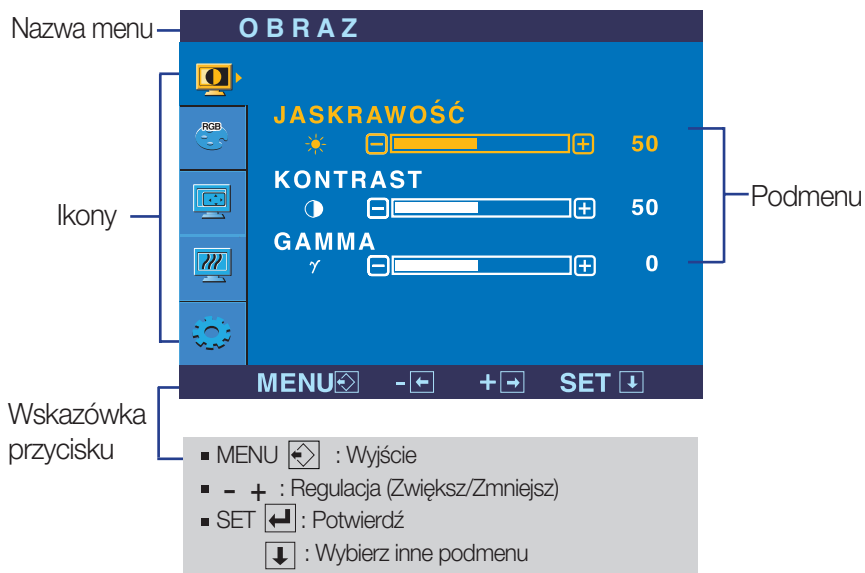 Nazwa menu
OBRAZ
RGB
JASKRAWOŚĆ
50
KONTRAST
50
GAMMA
γ
0
Ikony
Podmenu
MENU - + SET
Wskazówka
przycisku
MENU : Wyjście
- + : Regulacja (Zwiększ/Zmniejsz)
SET : Potwierdź
: Wybierz inne podmenu